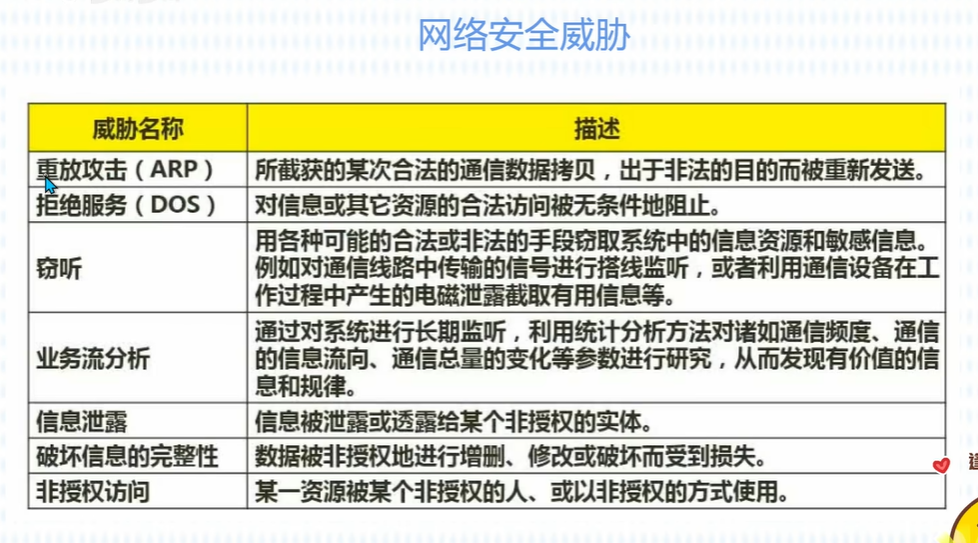 网络安全威胁
威胁名称 描述
重放攻击（ARP） 所截获的某次合法的通信数据拷贝，出于非法的目的而被重新发送。
拒绝服务（DOS） 对信息或其它资源的合法访问被无条件地阻止。
窃听 用各种可能的合法或非法的手段窃取系统中的信息资源和敏感信息。
例如对通信线路中传输的信号进行搭线监听，或者利用通信设备在工
作过程中产生的电磁泄露截取有用信息等。
业务流分析 通过对系统进行长期监听，利用统计分析方法对诸如通信频度、通信
的信息流向、通信总量的变化等参数进行研究，从而发现有价值的信
息和规律。
信息泄露 信息被泄露或透露给某个非授权的实体。
破坏信息的完整性 数据被非授权地进行增删、修改或破坏而受到损失。
非授权访问 某一资源被某个非授权的人、或以非授权的方式使用。